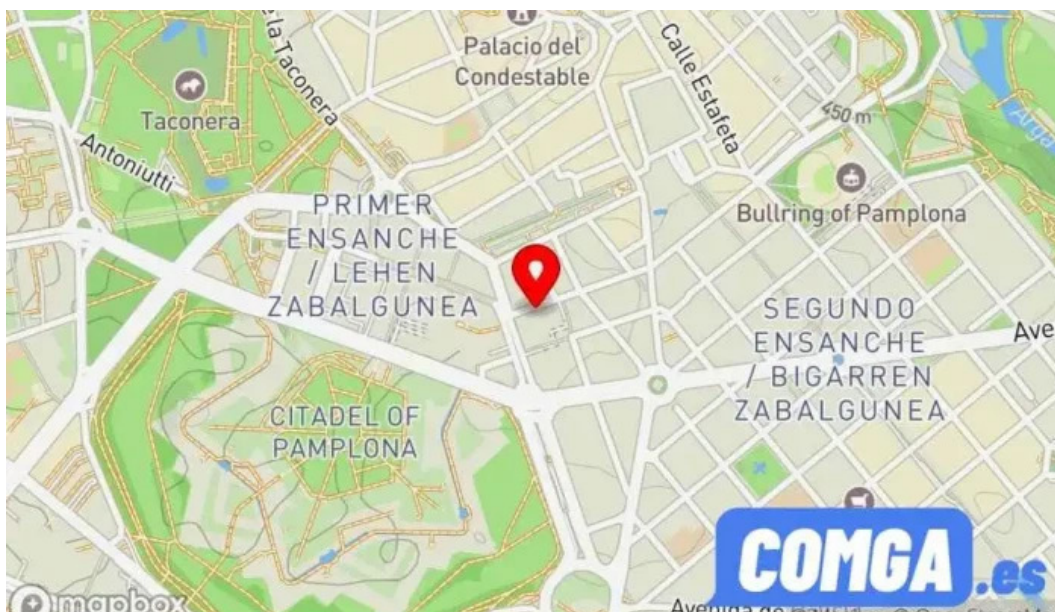 Palacio del
Condestable
la Taconera
Calle Estafeta
Taconera
450 m
Arga
Antoniutti
PRIMER
ENSANCHE
/ LEHEN
ZABALGUNEA
Bullring of Pamplona
SEGUNDO
ENSANCHE
/ BIGARREN
ZABALGUNEA
Ave
CITADEL OF
PAMPLONA
COMGA.es
mapbox
Avenida de